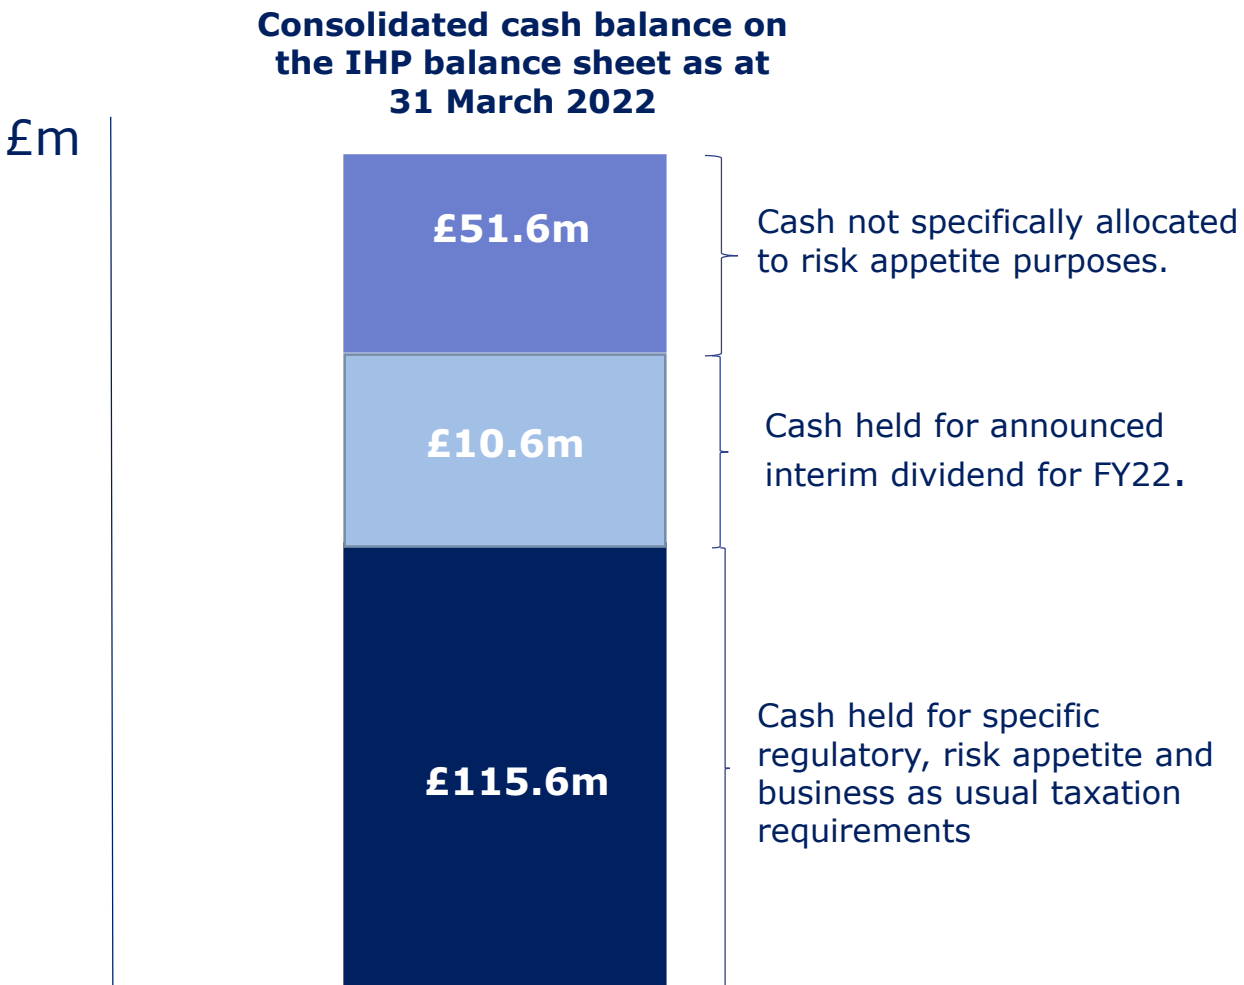 Consolidated cash balance on
the IHP balance sheet as at
31 March 2022
£m
£51.6m
Cash not specifically allocated
to risk appetite purposes.
£10.6m
Cash held for announced
interim dividend for FY22.
£115.6m
Cash held for specific
regulatory, risk appetite and
business as usual taxation
requirements